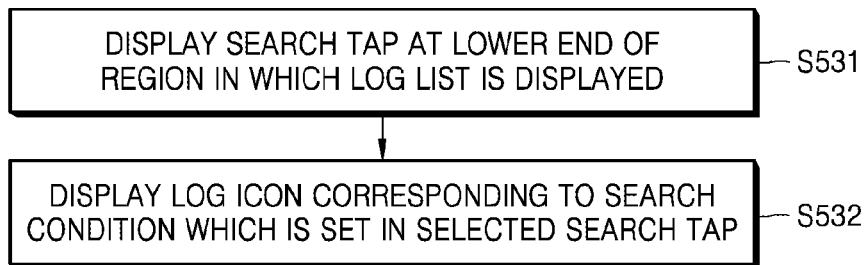 DISPLAY SEARCH TAP AT LOWER END OF
REGION IN WHICH LOG LIST IS DISPLAYED
S531
DISPLAY LOG ICON CORRESPONDING TO SEARCH
CONDITION WHICH IS SET IN SELECTED SEARCH TAP
S532